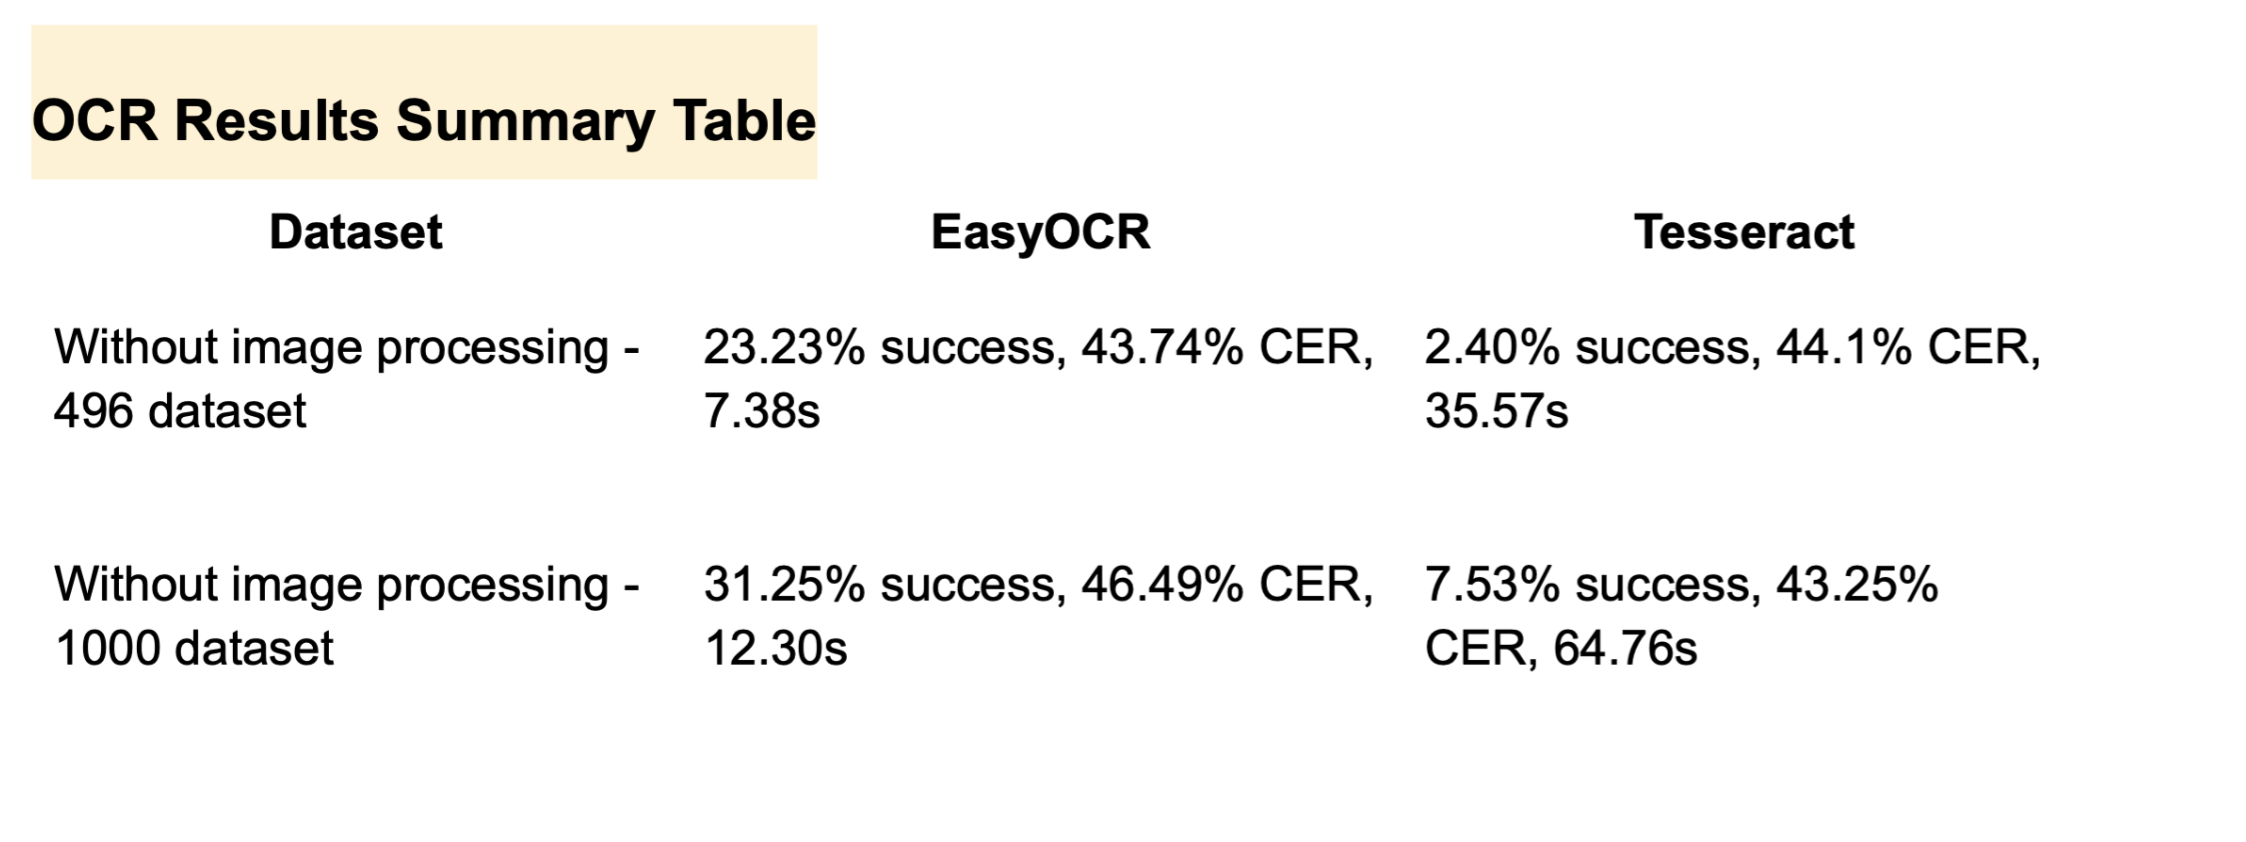 OCR Results Summary Table
Dataset EasyOCR Tesseract
Without image processing - 23.23% success, 43.74% CER, 2.40% success, 44.1% CER,
496 dataset 7.38s 35.57s
Without image processing - 31.25% success, 46.49% CER, 7.53% success, 43.25%
1000 dataset 12.30s CER, 64.76s